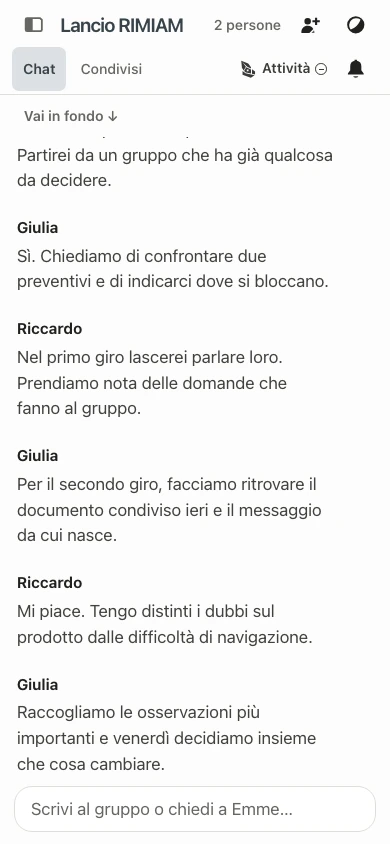 Lancio RIMIAM
2 persone
Chat
Condivisi
Attività
Vai in fondo ↓
Partirei da un gruppo che ha già qualcosa
da decidere.
Giulia
Sì. Chiediamo di confrontare due
preventivi e di indicarci dove si bloccano.
Riccardo
Nel primo giro lascerei parlare loro.
Prendiamo nota delle domande che
fanno al gruppo.
Giulia
Per il secondo giro, facciamo ritrovare il
documento condiviso ieri e il messaggio
da cui nasce.
Riccardo
Mi piace. Tengo distinti i dubbi sul
prodotto dalle difficoltà di navigazione.
Giulia
Raccogliamo le osservazioni più
importanti e venerdì decidiamo insieme
che cosa cambiare.
Scrivi al gruppo o chiedi a Emme...